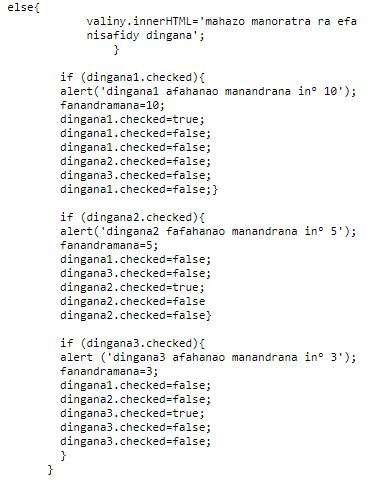 else{
valiny.innerHTML='mahazo manoratra ra efa
nisafidy dingana';
}
if (dingana1.checked){
alert('dingana1 afahanao manandrana in° 10');
fanandramana=10;
dingana1.checked=true;
dingana1.checked=false;
dingana1.checked=false;
dingana2.checked=false;
dingana3.checked=false;
dingana1.checked=false;}
if (dingana2.checked){
alert('dingana2 fafahanao manandrana in° 5');
fanandramana=5;
dingana1.checked=false;
dingana3.checked=false;
dingana2.checked=true;
dingana2.checked=false
dingana2.checked=false}
if (dingana3.checked){
alert ('dingana3 afahanao manandrana in° 3');
fanandramana=3;
dingana1.checked=false;
dingana2.checked=false;
dingana3.checked=true;
dingana3.checked=false;
dingana3.checked=false;
}
}